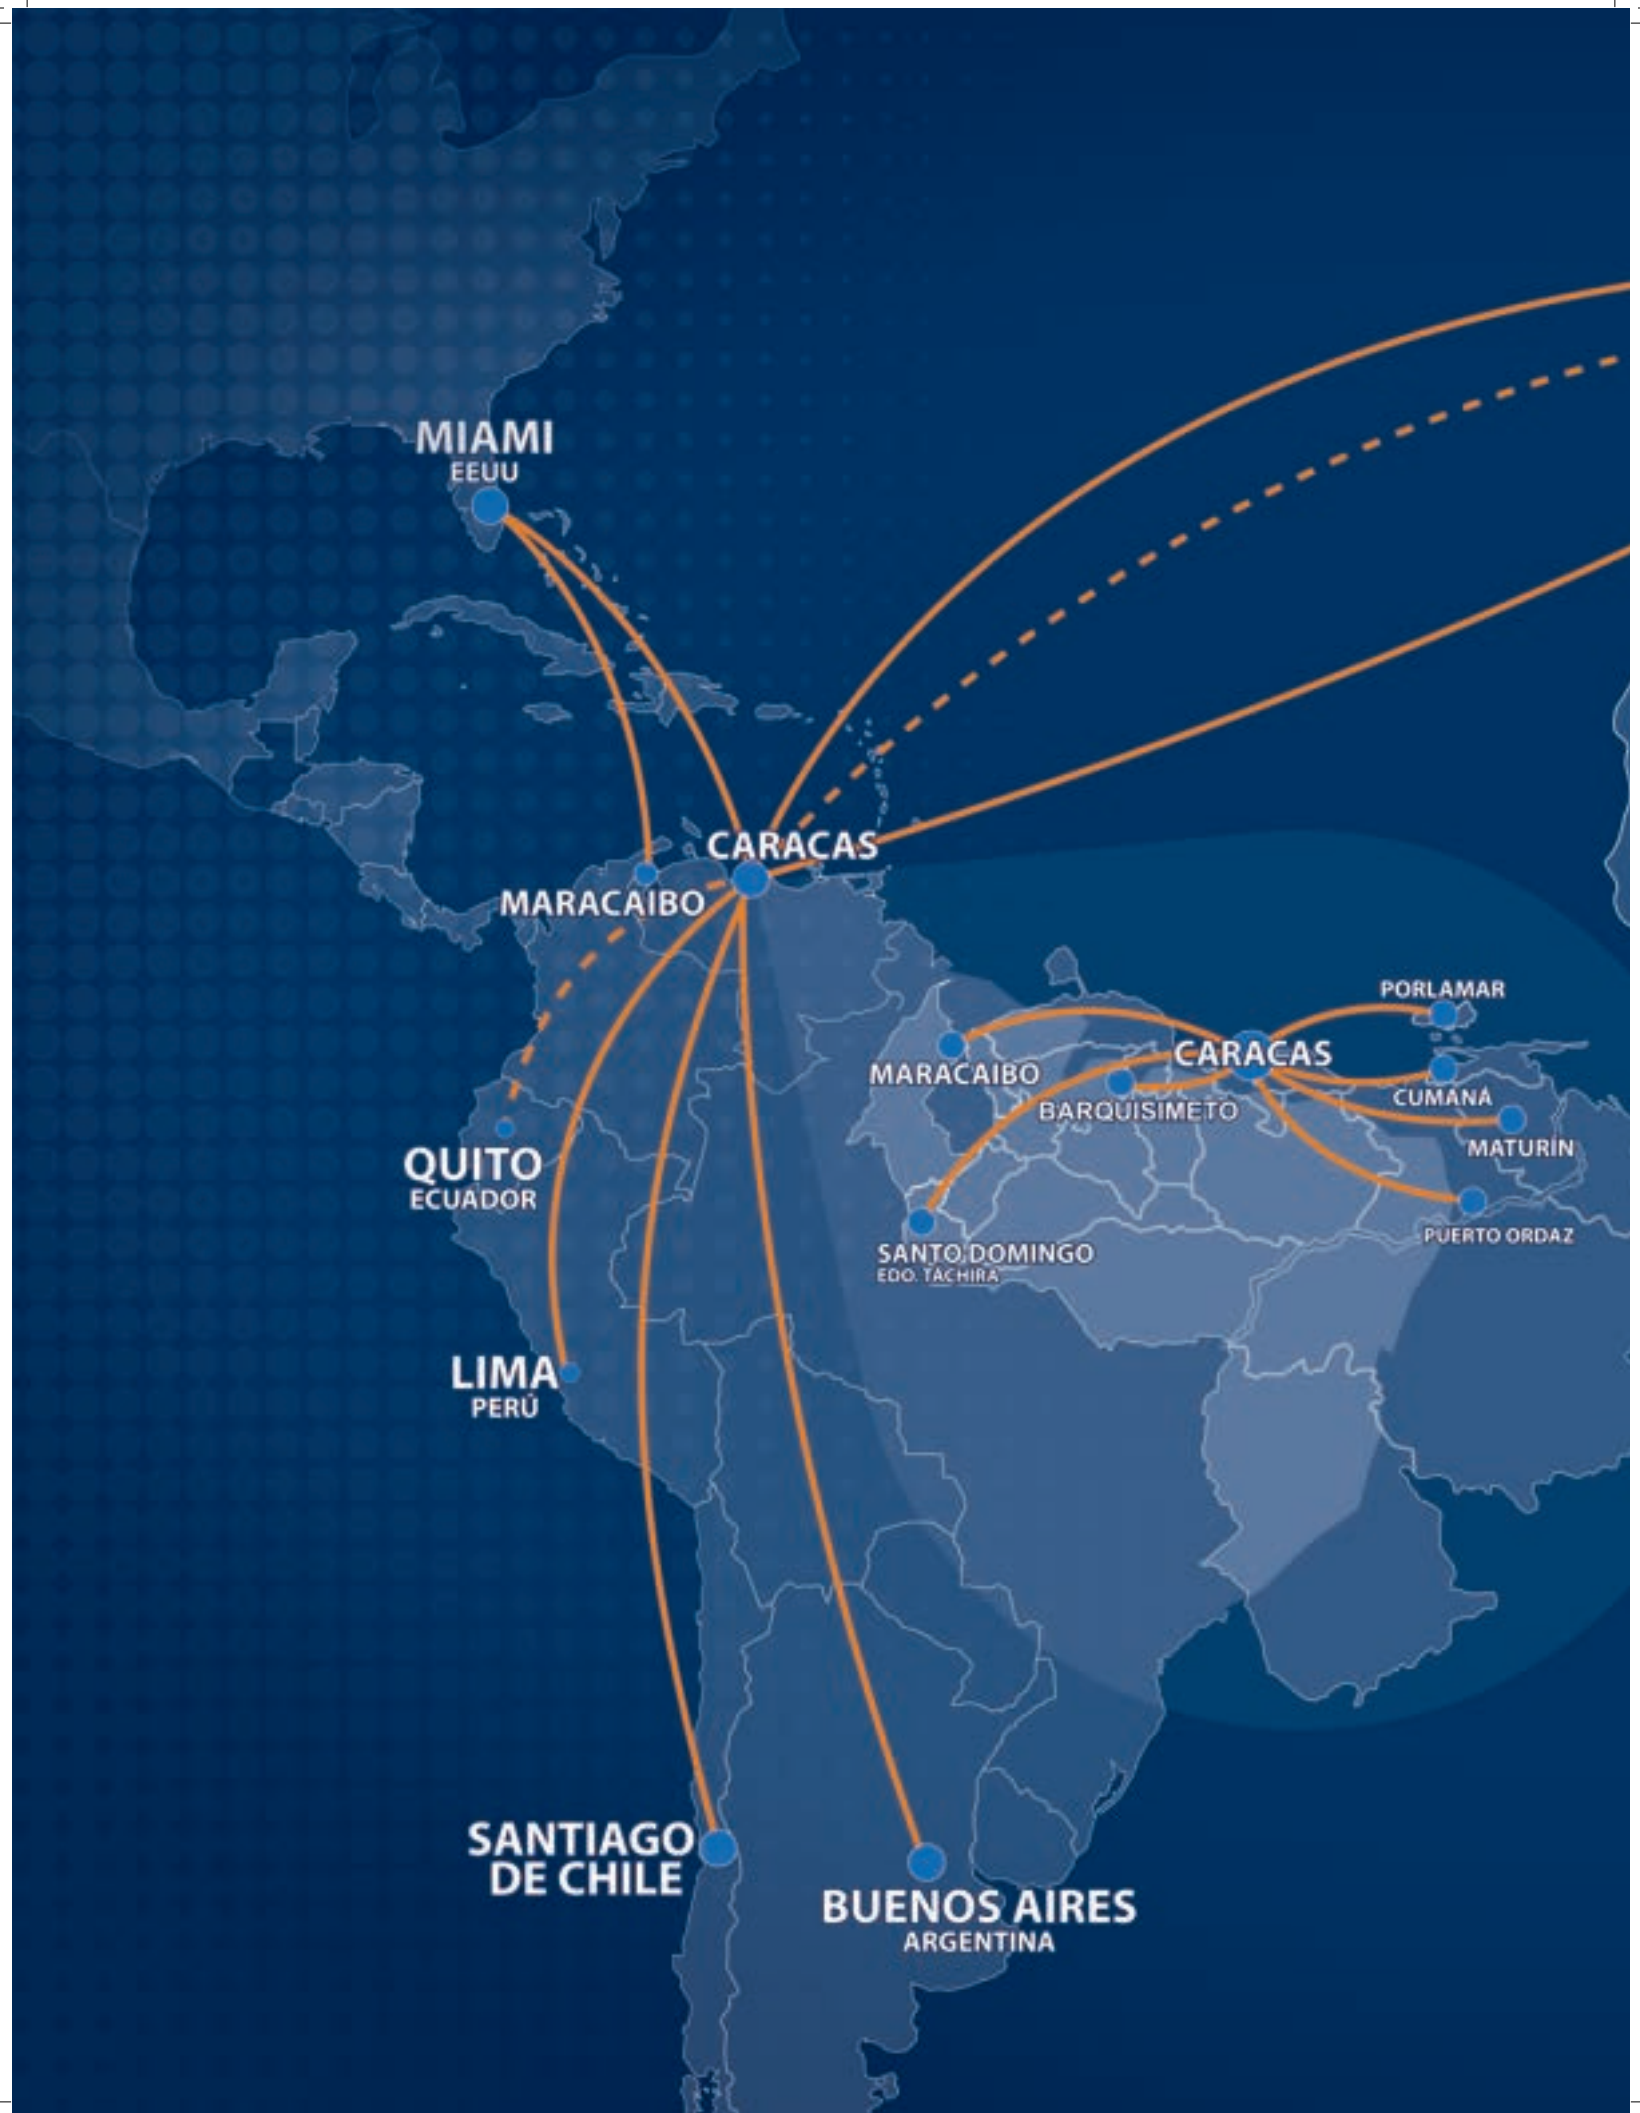 MIAMI
EEUU
CARACAS
MARACAIBO
QUITO
ECUADOR
LIMA
PERÚ
SANTIAGO
DE CHILE
BUENOS AIRES
ARGENTINA
PORLAMAR
CARACAS
MARACAIBO
CUMANÁ
BARQUISIMETO
MATURÍN
PUERTO ORDAZ
SANTO DOMINGO
EDO. TÁCHIRA